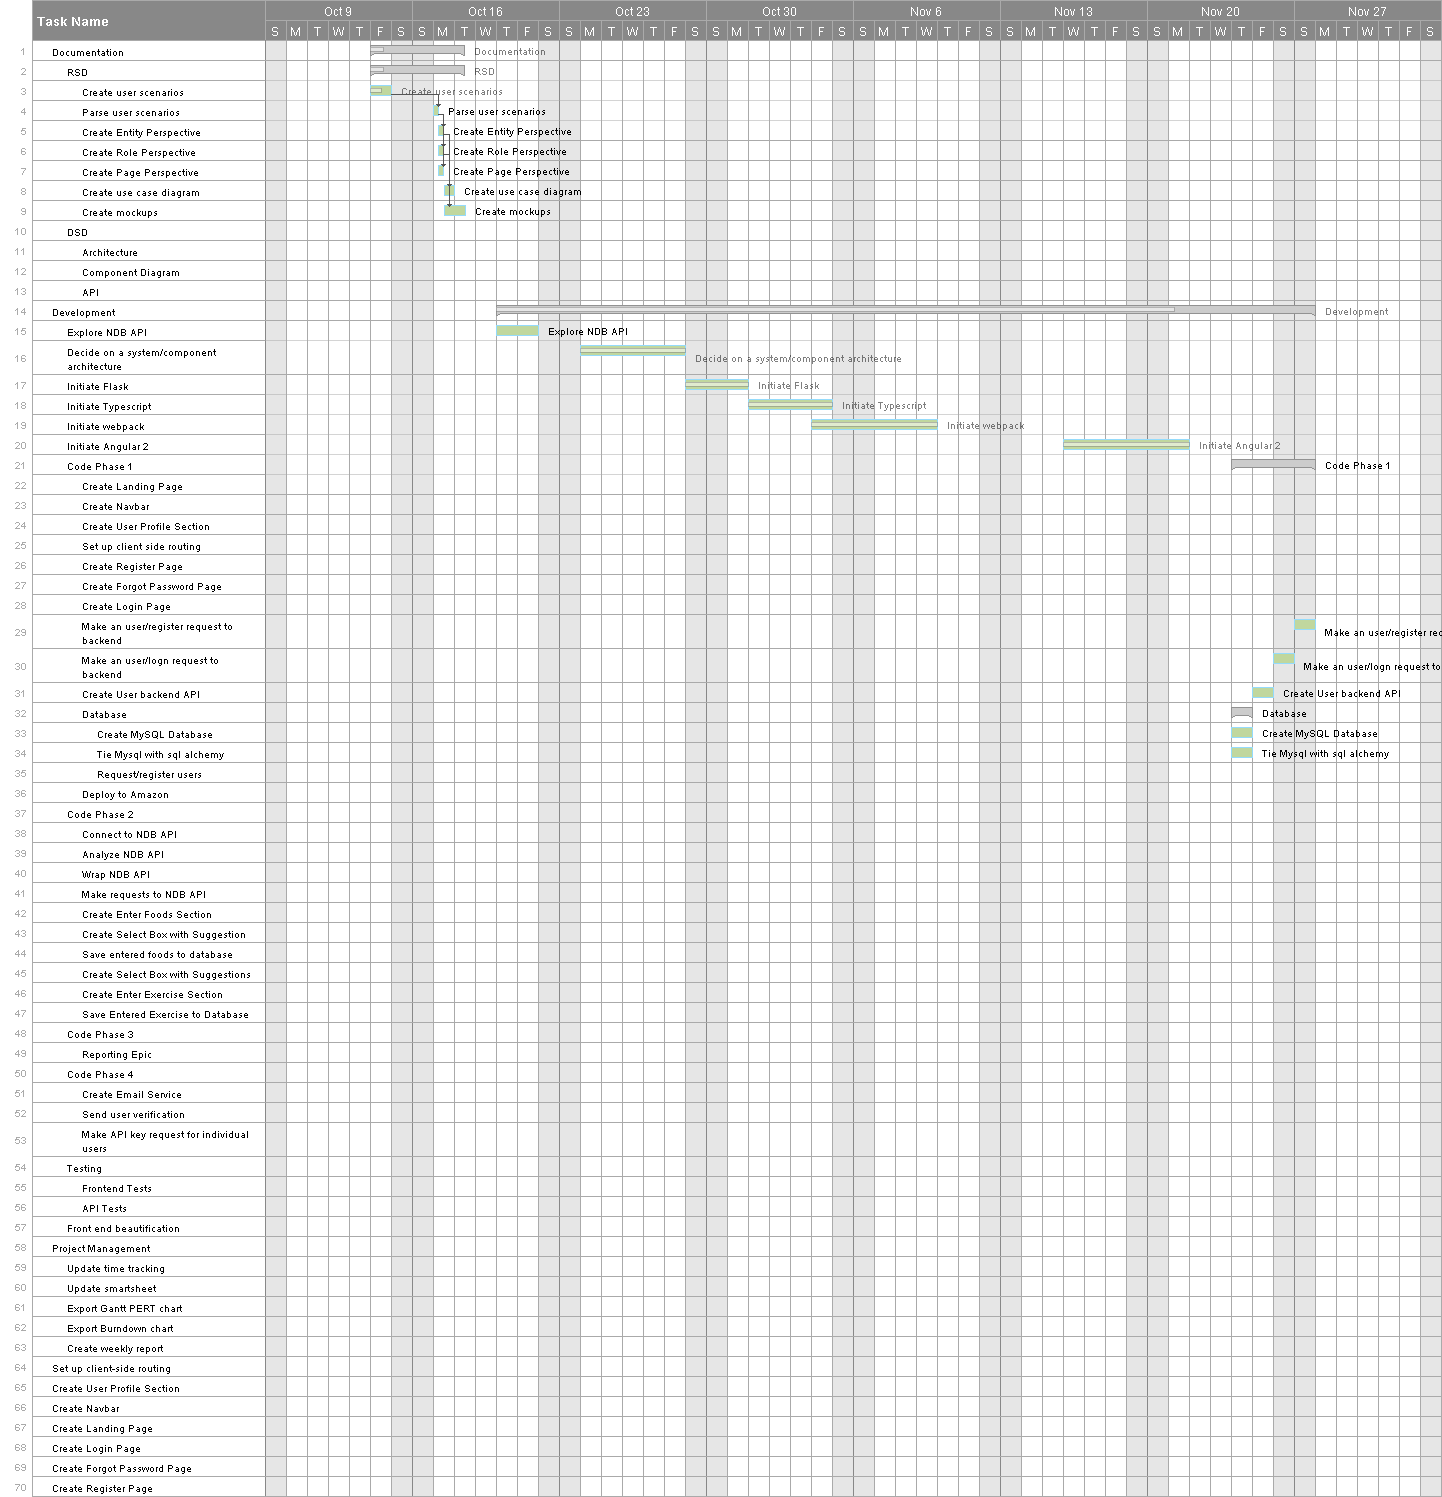 Task Name
Oct 9 Oct 16 Oct 23 Oct 30 Nov 6 Nov 13 Nov 20 Nov 27
S M T W T F S S M T W T F S S M T W T F S S M T W T F S S M T W T F S S M T W T F S S M T W T F S S M T W T F S
1 Documentation Documentation
2 RSD RSD
3 Create user scenarios Create user scenarios
4 Parse user scenarios Parse user scenarios
5 Create Entity Perspective Create Entity Perspective
6 Create Role Perspective Create Role Perspective
7 Create Page Perspective Create Page Perspective
8 Create use case diagram Create use case diagram
9 Create mockups Create mockups
10 DSD
11 Architecture
12 Component Diagram
13 API
14 Development Development
15 Explore NDB API Explore NDB API
16 Decide on a system/component
architecture Decide on a system/component architecture
17 Initiate Flask Initiate Flask
18 Initiate Typescript Initiate Typescript
19 Initiate webpack Initiate webpack
20 Initiate Angular 2 Initiate Angular 2
21 Code Phase 1 Code Phase 1
22 Create Landing Page
23 Create Navbar
24 Create User Profile Section
25 Set up client side routing
26 Create Register Page
27 Create Forgot Password Page
28 Create Login Page
29 Make an user/register request to
backend Make an user/register rec
30 Make an user/logn request to
backend Make an user/logn request to
31 Create User backend API Create User backend API
32 Database Database
33 Create MySQL Database Create MySQL Database
34 Tie Mysql with sql alchemy Tie Mysql with sql alchemy
35 Request/register users
36 Deploy to Amazon
37 Code Phase 2
38 Connect to NDB API
39 Analyze NDB API
40 Wrap NDB API
41 Make requests to NDB API
42 Create Enter Foods Section
43 Create Select Box with Suggestion
44 Save entered foods to database
45 Create Select Box with Suggestions
46 Create Enter Exercise Section
47 Save Entered Exercise to Database
48 Code Phase 3
49 Reporting Epic
50 Code Phase 4
51 Create Email Service
52 Send user verification
53 Make API key request for individual
users
54 Testing
55 Frontend Tests
56 API Tests
57 Front end beautification
58 Project Management
59 Update time tracking
60 Update smartsheet
61 Export Gantt PERT chart
62 Export Burndown chart
63 Create weekly report
64 Set up client-side routing
65 Create User Profile Section
66 Create Navbar
67 Create Landing Page
68 Create Login Page
69 Create Forgot Password Page
70 Create Register Page